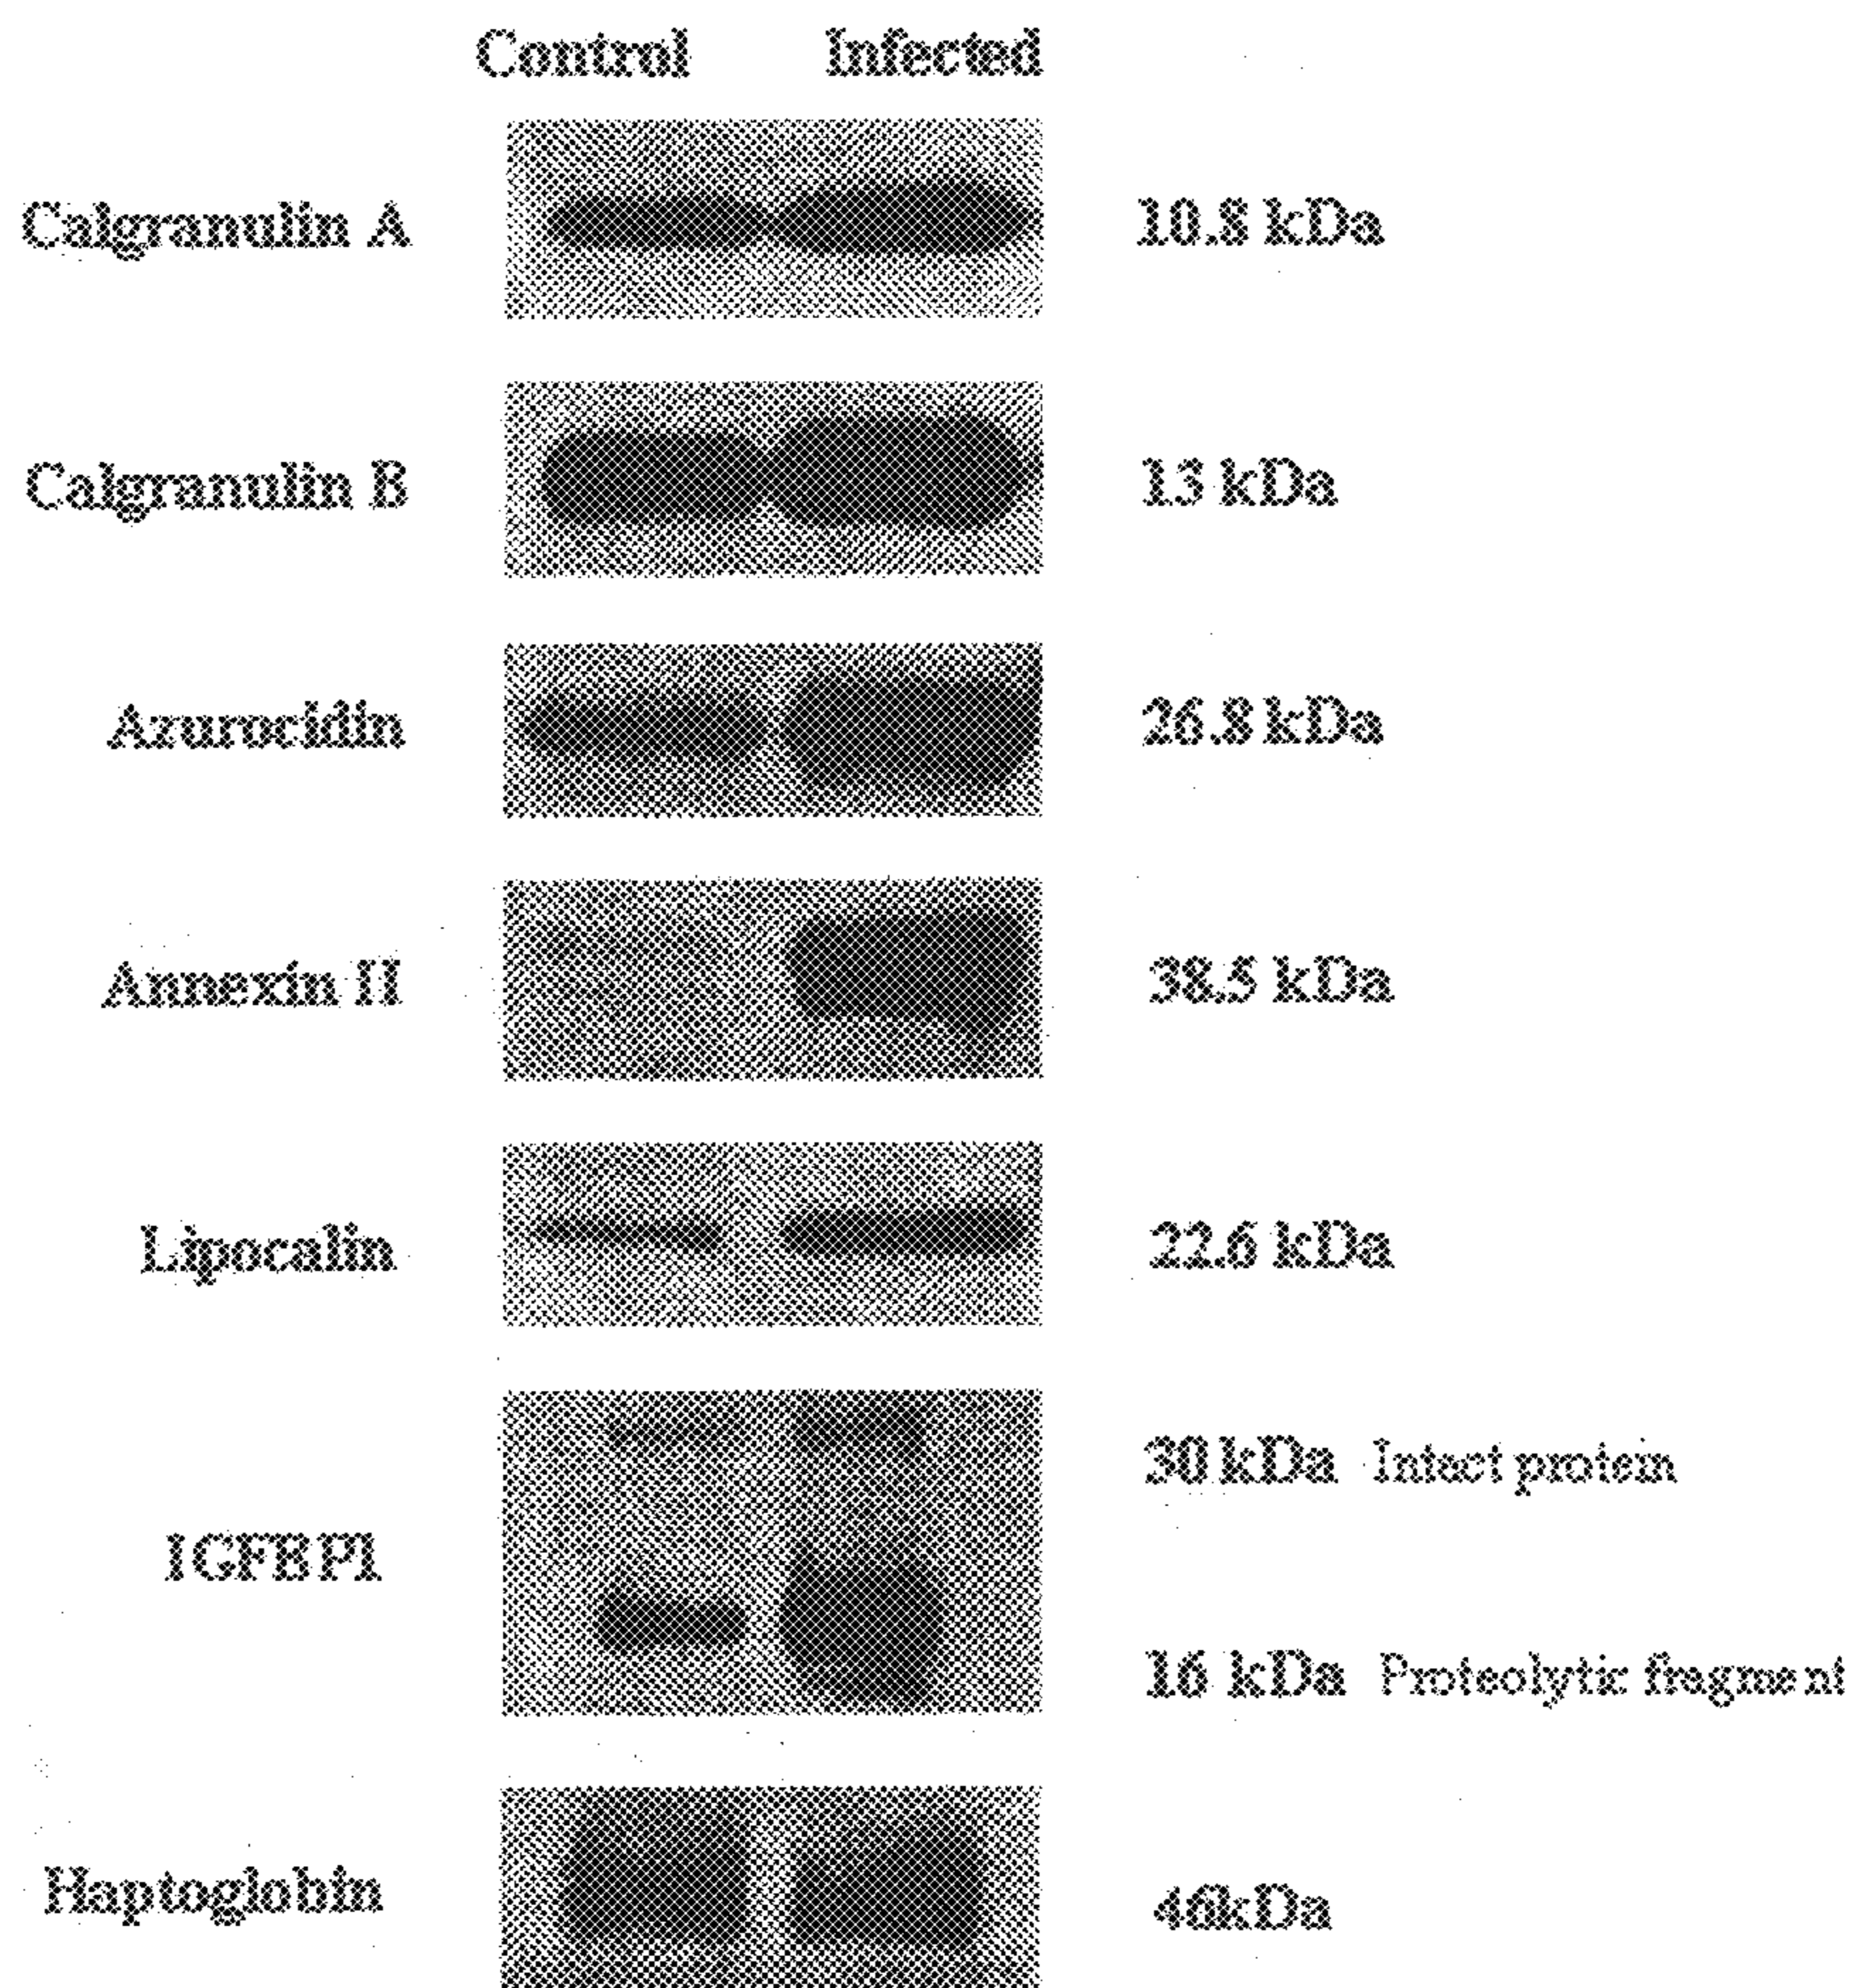 Control Infected
Calgranulin A 10.8 kDa
Calgranulin B 13 kDa
Azurocidin 26.8 kDa
Annexin II 38.5 kDa
Lipocalin 22.6 kDa
30 kDa Intact protein
IGFBP1
16 kDa Proteolytic fragment
Haptoglobin 46kDa